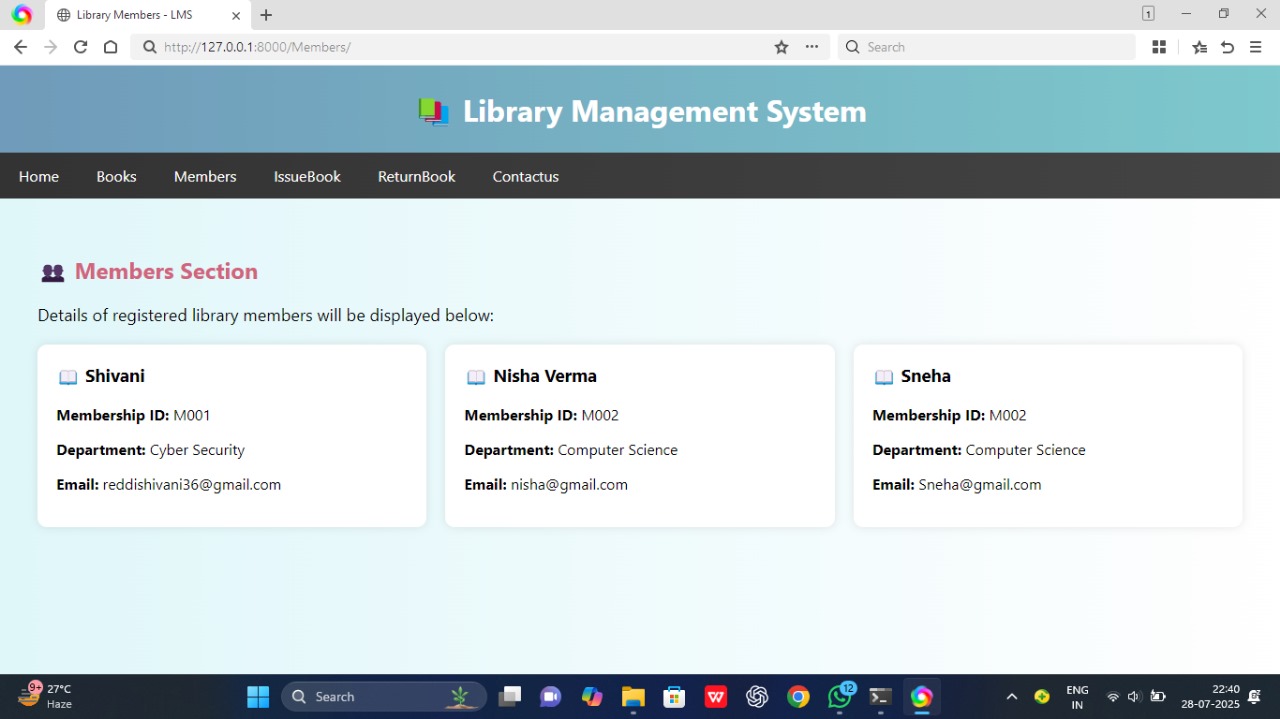 Library Members - LMS
1
http://127.0.0.1:8000/Members/
Search
Library Management System
Home Books Members IssueBook ReturnBook Contactus
Members Section
Details of registered library members will be displayed below:
Shivani
Membership ID: M001
Department: Cyber Security
Email: reddishivani36@gmail.com
Nisha Verma
Membership ID: M002
Department: Computer Science
Email: nisha@gmail.com
Sneha
Membership ID: M002
Department: Computer Science
Email: Sneha@gmail.com
9+
27°C
Haze
Search
W
12
ENG
IN
22:40
28-07-2025